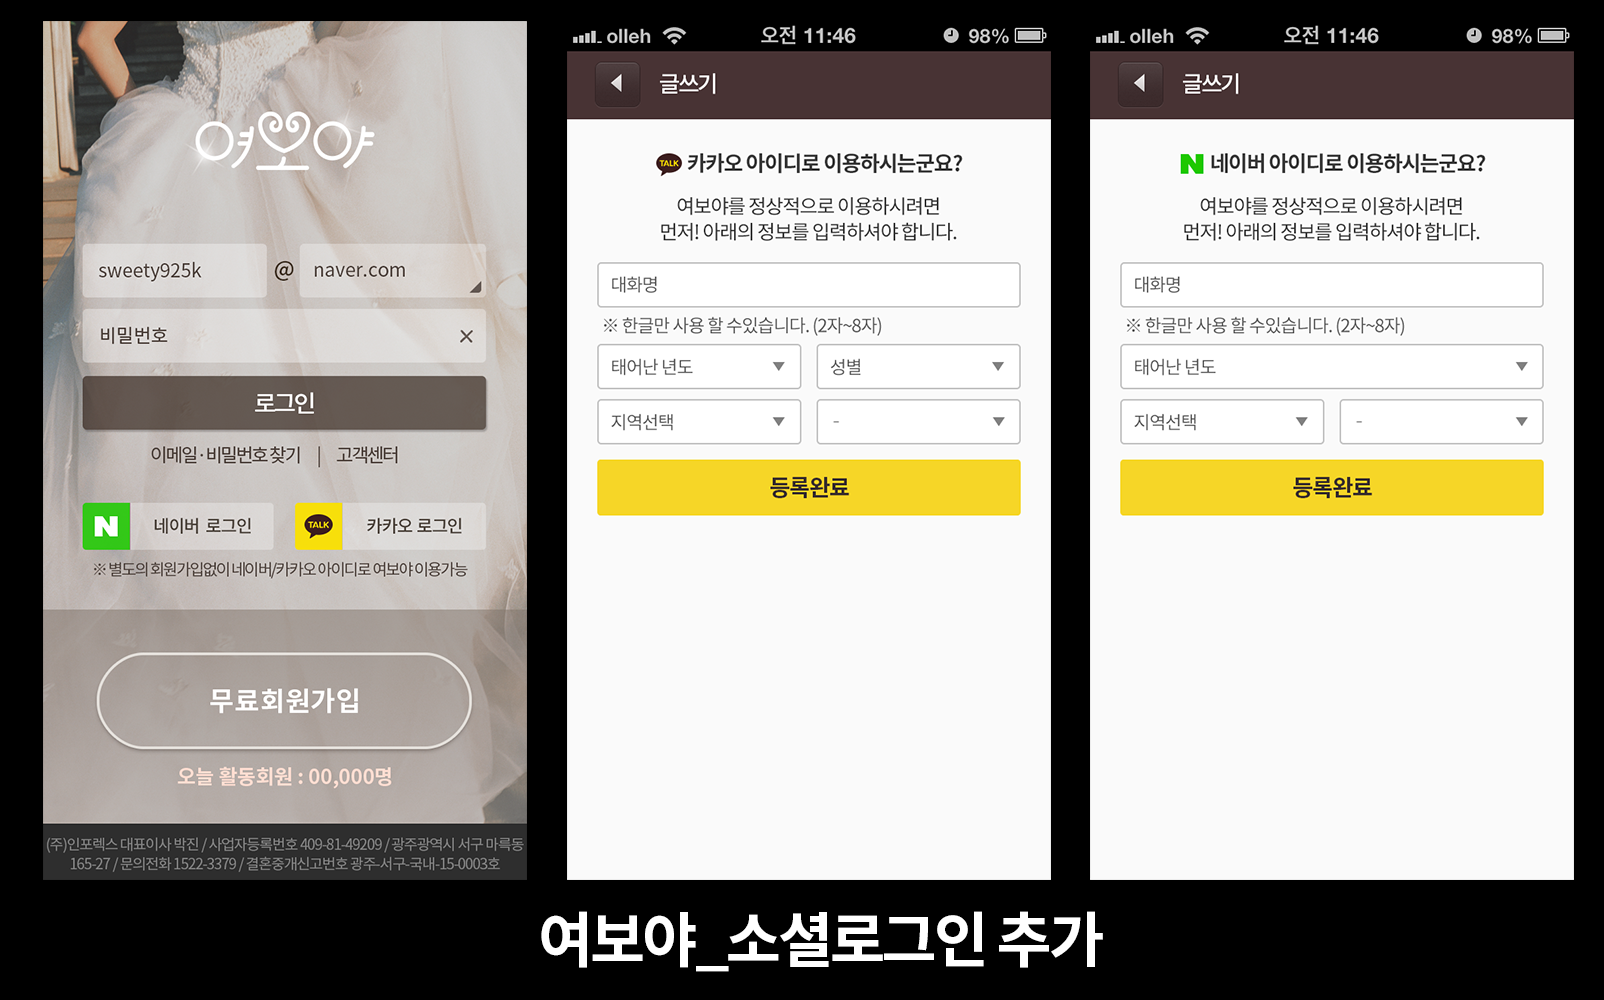 여보야
sweety925k @ naver.com
비밀번호 ×
로그인
이메일·비밀번호 찾기 | 고객센터
N 네이버 로그인 TALK 카카오 로그인
※ 별도의 회원가입없이 네이버/카카오 아이디로 여보야 이용가능
무료회원가입
오늘 활동회원 : 00,000명
(주)인포렉스 대표이사 박진 / 사업자등록번호 409-81-49209 / 광주광역시 서구 마륵동
165-27 / 문의전화 1522-3379 / 결혼중개신고번호 광주-서구-국내-15-0003호
olleh 오전 11:46 98%
글쓰기
TALK 카카오 아이디로 이용하시는군요?
여보야를 정상적으로 이용하시려면
먼저! 아래의 정보를 입력하셔야 합니다.
대화명
※ 한글만 사용 할 수있습니다. (2자~8자)
태어난 년도 성별
지역선택 -
등록완료
olleh 오전 11:46 98%
글쓰기
N 네이버 아이디로 이용하시는군요?
여보야를 정상적으로 이용하시려면
먼저! 아래의 정보를 입력하셔야 합니다.
대화명
※ 한글만 사용 할 수있습니다. (2자~8자)
태어난 년도
지역선택 -
등록완료
여보야_소셜로그인 추가